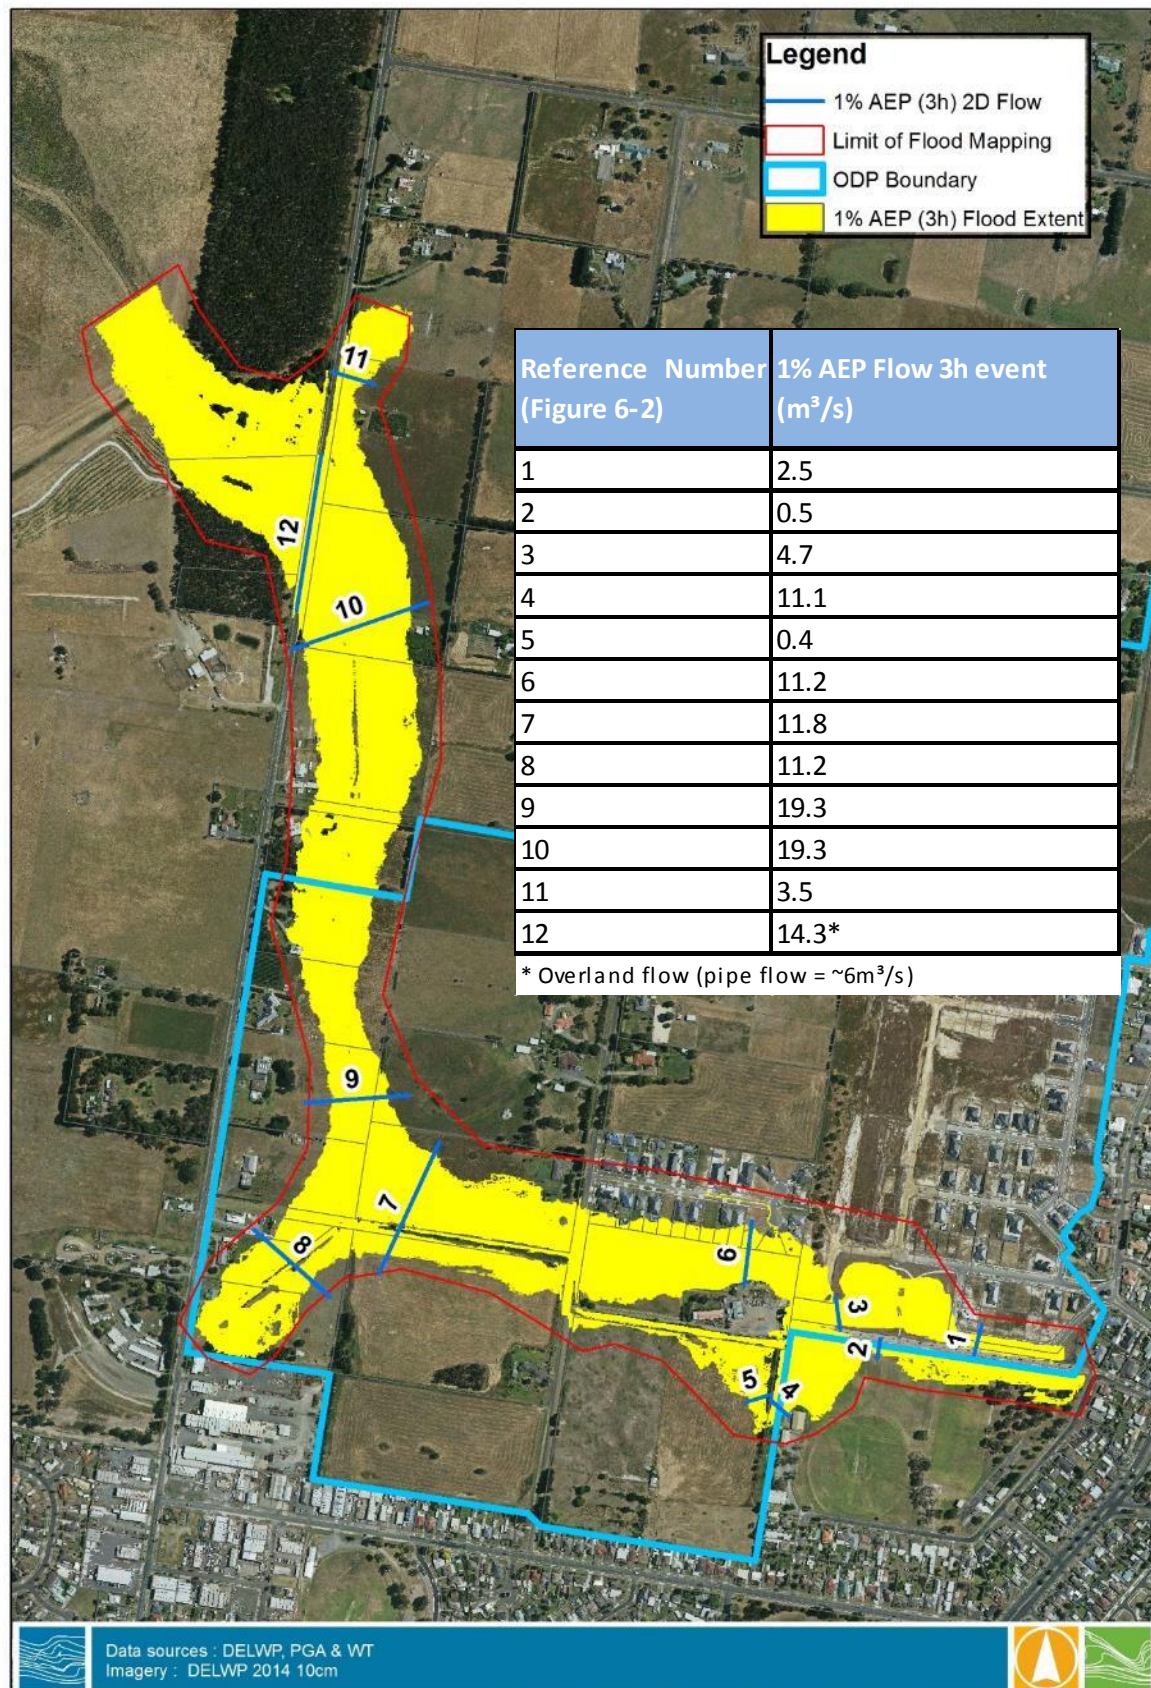 Legend
1% AEP (3h) 2D Flow
Limit of Flood Mapping
ODP Boundary
1% AEP (3h) Flood Extent
11
12
10
Reference Number (Figure 6-2) 1% AEP Flow 3h event (m³/s)
1 2.5
2 0.5
3 4.7
4 11.1
5 0.4
6 11.2
7 11.8
8 11.2
9 19.3
10 19.3
11 3.5
12 14.3*
* Overland flow (pipe flow = ~6m³/s)
9
7
8
6
3
2
1
5
4
Data sources : DELWP, PGA & WT
Imagery : DELWP 2014 10cm